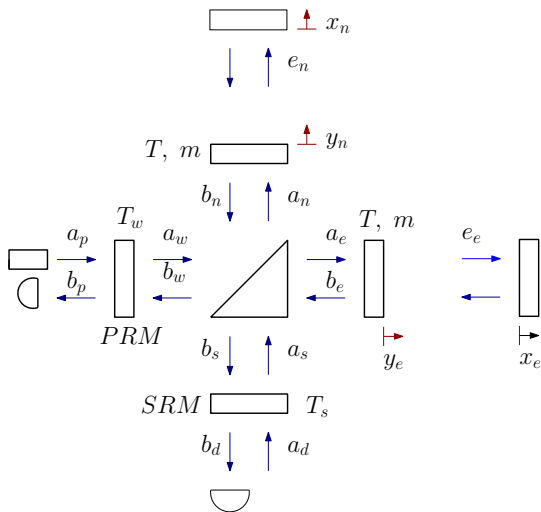 x_n
e_n
y_n
T, m
b_n
a_n
T_w
T, m
a_p
a_w
a_e
e_e
b_p
b_w
b_e
PRM
b_s
a_s
y_e
x_e
SRM
T_s
b_d
a_d